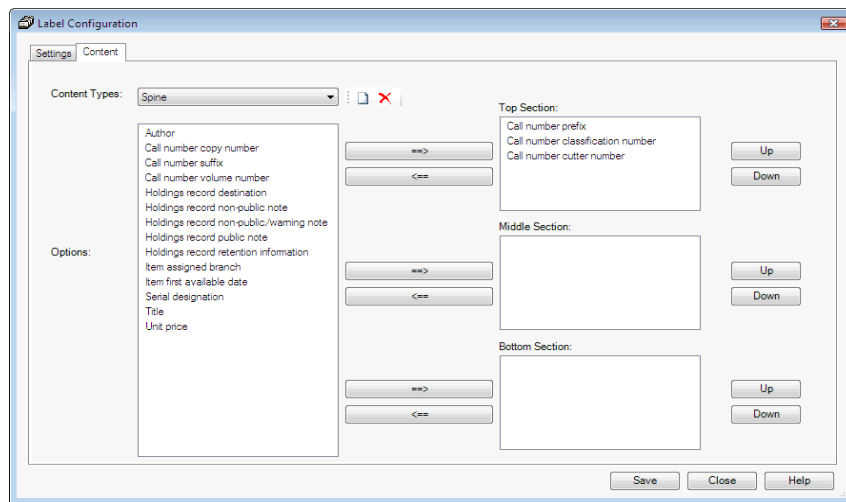 Label Configuration
Settings Content
Content Types: Spine
Top Section:
Author
Call number copy number
Call number suffix
Call number volume number
Holdings record destination
Holdings record non-public note
Holdings record non-public/warning note
Holdings record public note
Holdings record retention information
Item assigned branch
Item first available date
Serial designation
Title
Unit price
Options:
==>
<==
Call number prefix
Call number classification number
Call number cutter number
Up
Down
Middle Section:
==>
<==
Up
Down
Bottom Section:
==>
<==
Up
Down
Save Close Help